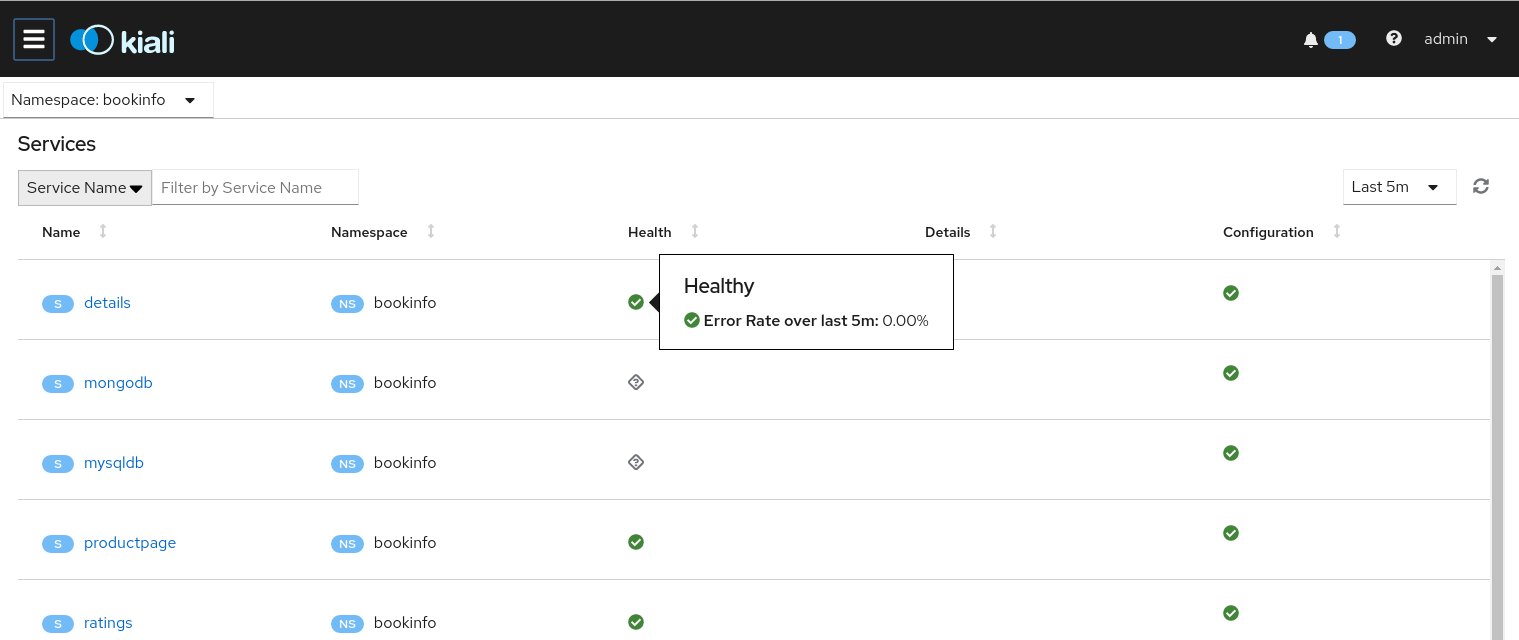 kiali 1 admin
Namespace: bookinfo
Services
Service Name Filter by Service Name Last 5m
Name Namespace Health Details Configuration
Healthy
Error Rate over last 5m: 0.00%
S details NS bookinfo
S mongodb NS bookinfo
S mysqldb NS bookinfo
S productpage NS bookinfo
S ratings NS bookinfo